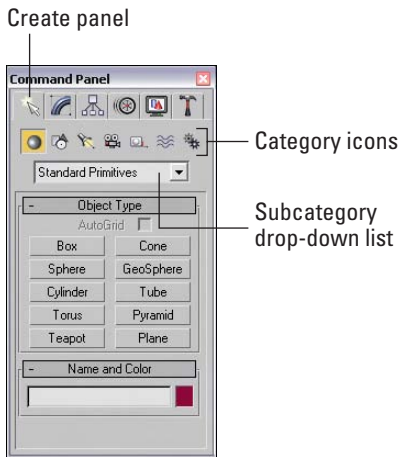 Create panel
Command Panel
Category icons
Standard Primitives
Subcategory
drop-down list
- Object Type
AutoGrid
Box Cone
Sphere GeoSphere
Cylinder Tube
Torus Pyramid
Teapot Plane
- Name and Color